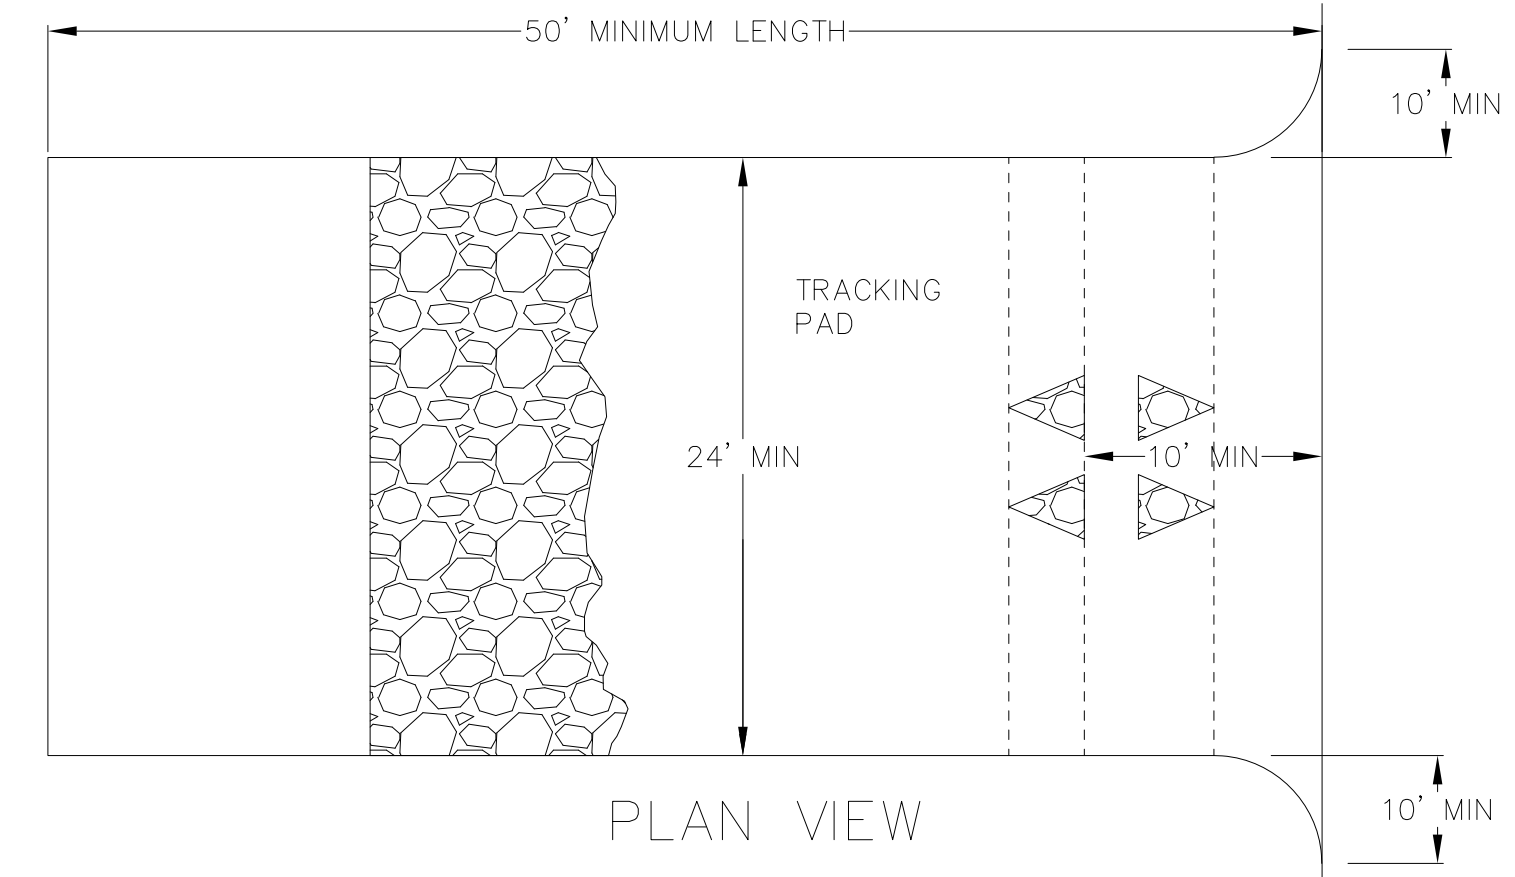 50' MINIMUM LENGTH
10' MIN
TRACKING
PAD
24' MIN
10' MIN
PLAN VIEW
10' MIN